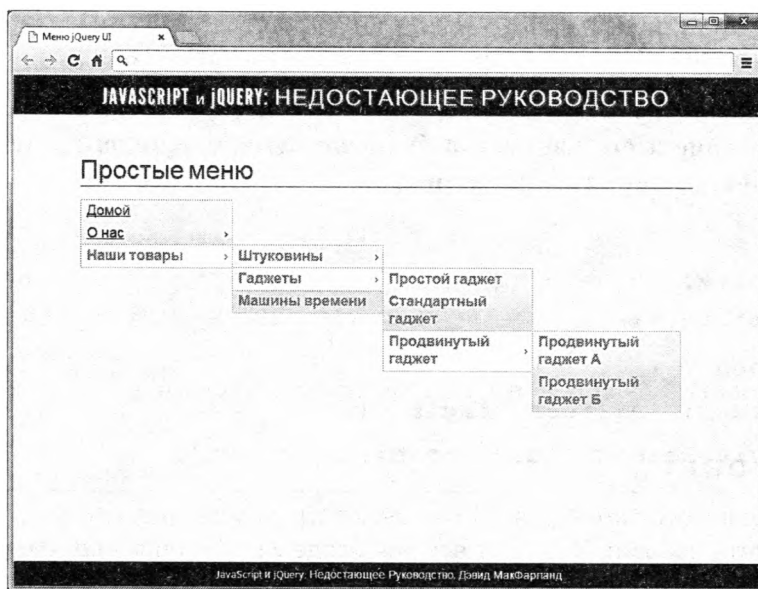 Меню jQuery UI
JAVASCRIPT и jQUERY: НЕДОСТАЮЩЕЕ РУКОВОДСТВО
Простые меню
Домой
О нас ›
Наши товары › Штуковины ›
Гаджеты › Простой гаджет
Машины времени Стандартный
гаджет
Продвинутый
гаджет › Продвинутый
гаджет А
Продвинутый
гаджет Б
JavaScript и jQuery: Недостающее Руководство. Дэвид МакФарланд